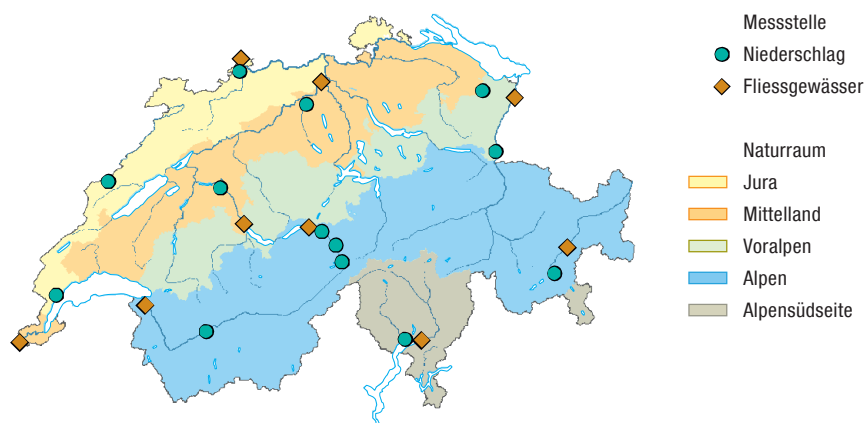 Messstelle
Niederschlag
Fliessgewässer
Naturraum
Jura
Mittelland
Voralpen
Alpen
Alpensüdseite